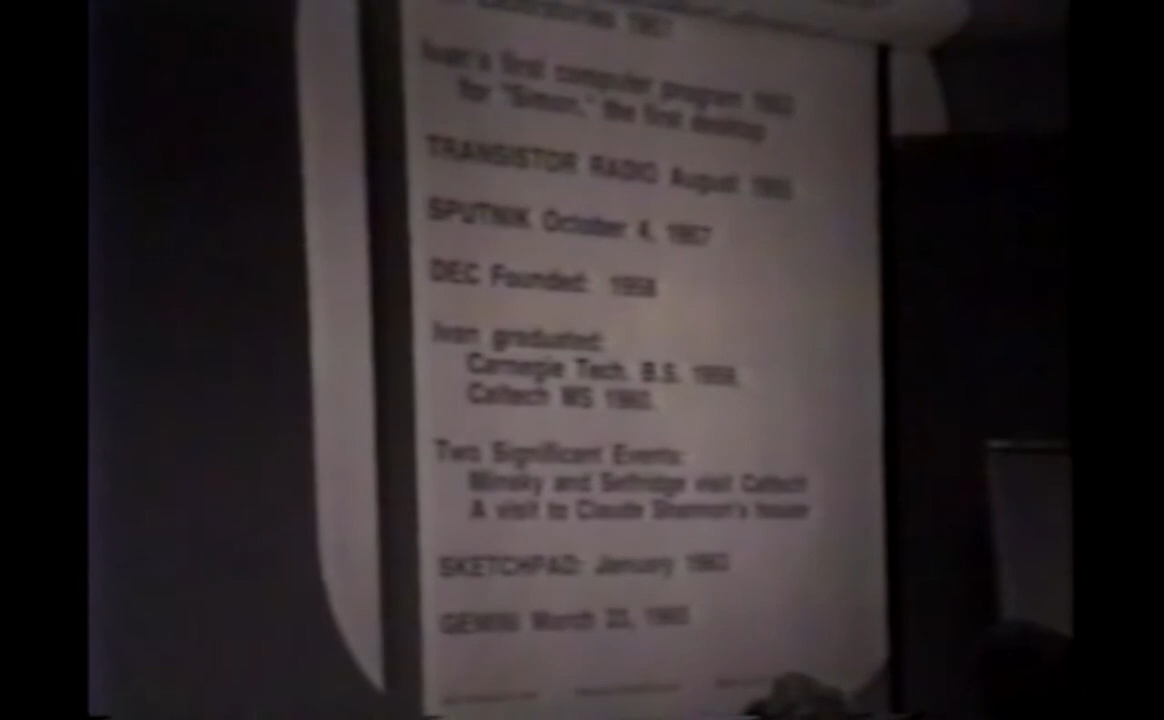 Laboratories 1957
Ivan's first computer program
for "Simon," the first desktop
TRANSISTOR RADIO: August
SPUTNIK October 4, 1957
DEC Founded: 1958
Ivan graduated:
Carnegie Tech. B.S. 1959,
Caltech MS 1960.
Two Significant Events:
Minsky and Selfridge visit Caltech
A visit to Claude Shannon's house
SKETCHPAD: January 1963
GEMINI March 23, 1965